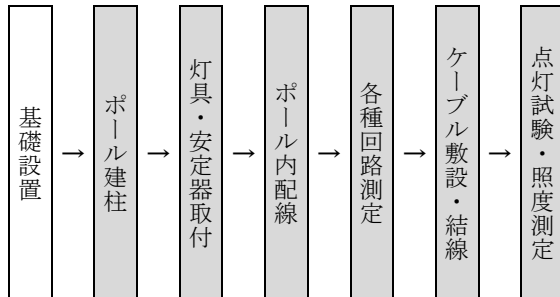 基礎設置
→
ポール建柱
→
灯具・安定器取付
→
ポール内配線
→
各種回路測定
→
ケーブル敷設・結線
→
点灯試験・照度測定